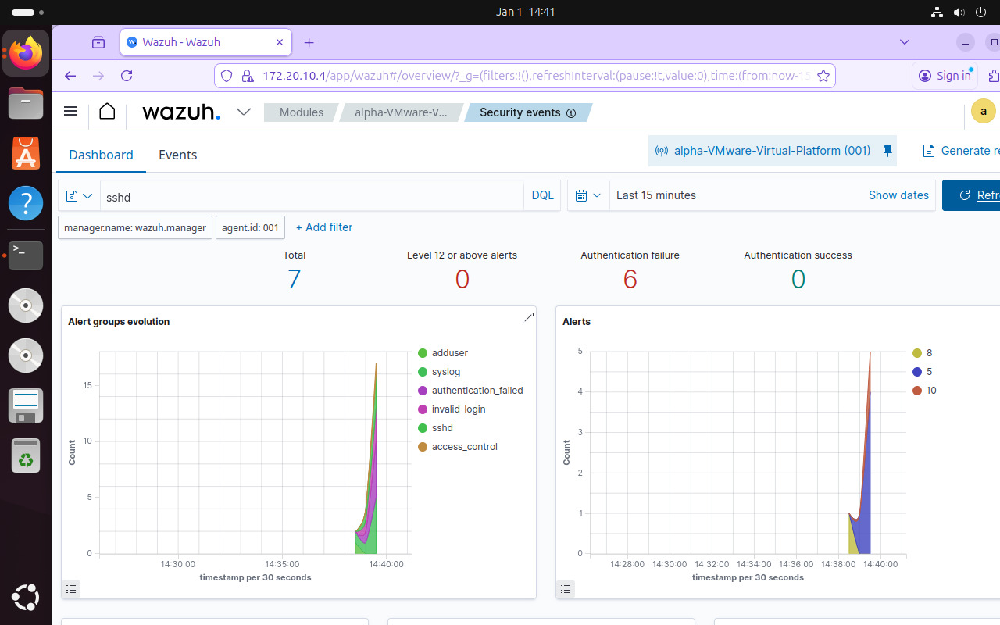 Jan 1 14:41
Wazuh - Wazuh
172.20.10.4/app/wazuh#/overview/?_g=(filters:!(),refreshInterval:(pause:!t,value:0),time:(from:now-15
Sign in
wazuh.
Modules
alpha-VMware-V...
Security events
a
Dashboard
Events
alpha-VMware-Virtual-Platform (001)
Generate re
sshd
DQL
Last 15 minutes
Show dates
Refr
manager.name: wazuh.manager
agent.id: 001
+ Add filter
Total
Level 12 or above alerts
Authentication failure
Authentication success
7
0
6
0
Alert groups evolution
15
10
5
0
Count
14:30:00
14:35:00
14:40:00
timestamp per 30 seconds
adduser
syslog
authentication_failed
invalid_login
sshd
access_control
Alerts
5
4
3
2
1
0
Count
14:28:00
14:30:00
14:32:00
14:34:00
14:36:00
14:38:00
14:40:00
timestamp per 30 seconds
8
5
10